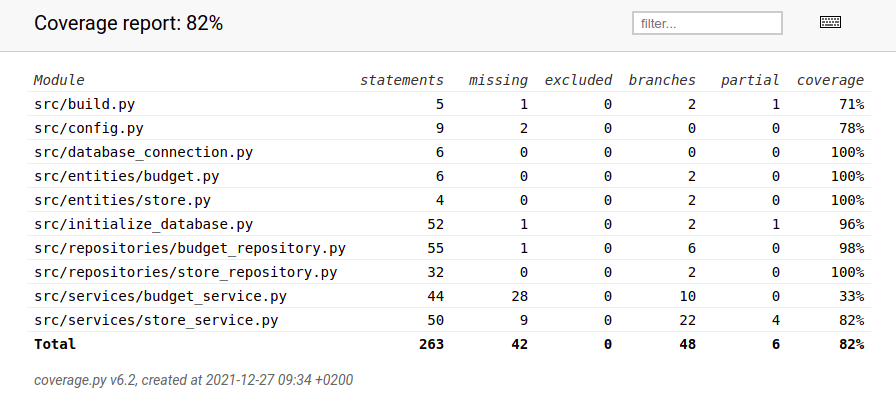 Coverage report: 82%
filter...
Module statements missing excluded branches partial coverage
src/build.py 5 1 0 2 1 71%
src/config.py 9 2 0 0 0 78%
src/database_connection.py 6 0 0 0 0 100%
src/entities/budget.py 6 0 0 2 0 100%
src/entities/store.py 4 0 0 2 0 100%
src/initialize_database.py 52 1 0 2 1 96%
src/repositories/budget_repository.py 55 1 0 6 0 98%
src/repositories/store_repository.py 32 0 0 2 0 100%
src/services/budget_service.py 44 28 0 10 0 33%
src/services/store_service.py 50 9 0 22 4 82%
Total 263 42 0 48 6 82%
coverage.py v6.2, created at 2021-12-27 09:34 +0200